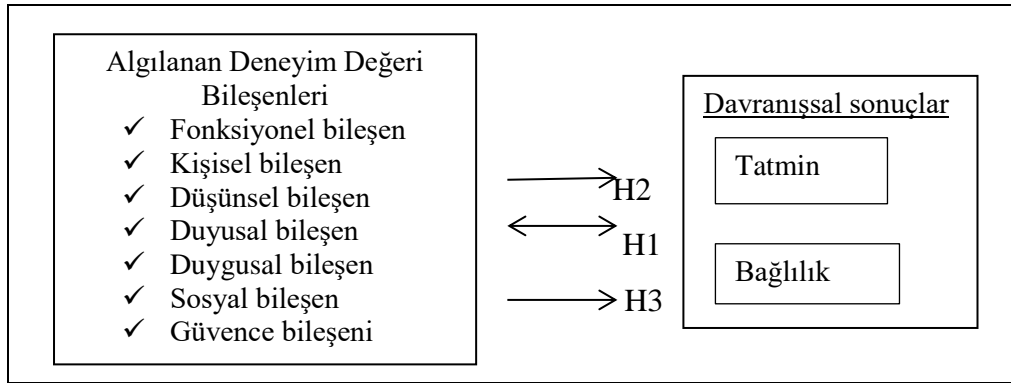 Algılanan Deneyim Değeri
Bileşenleri
✓ Fonksiyonel bileşen
✓ Kişisel bileşen
✓ Düşünsel bileşen
✓ Duyusal bileşen
✓ Duygusal bileşen
✓ Sosyal bileşen
✓ Güvence bileşeni
H2
H1
H3
Davranışsal sonuçlar
Tatmin
Bağlılık